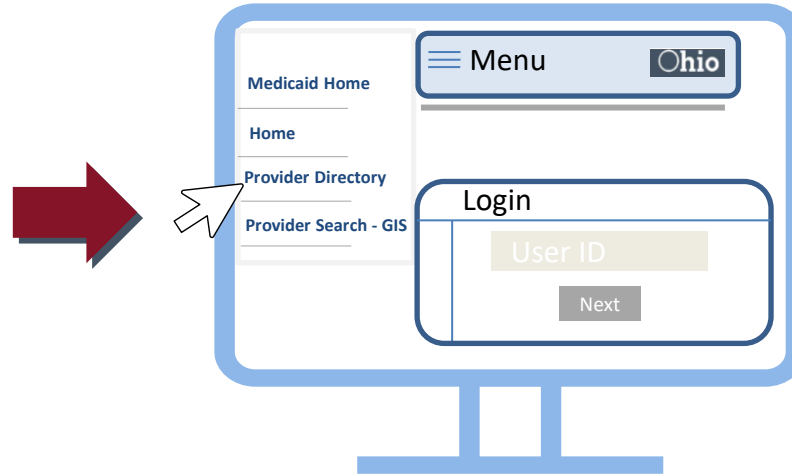 Medicaid Home
Home
Provider Directory
Provider Search - GIS
Menu
Ohio
Login
User ID
Next